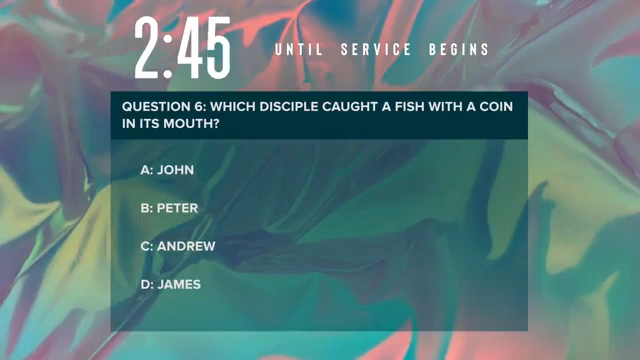 2:45 UNTIL SERVICE BEGINS
QUESTION 6: WHICH DISCIPLE CAUGHT A FISH WITH A COIN
IN ITS MOUTH?
A: JOHN
B: PETER
C: ANDREW
D: JAMES